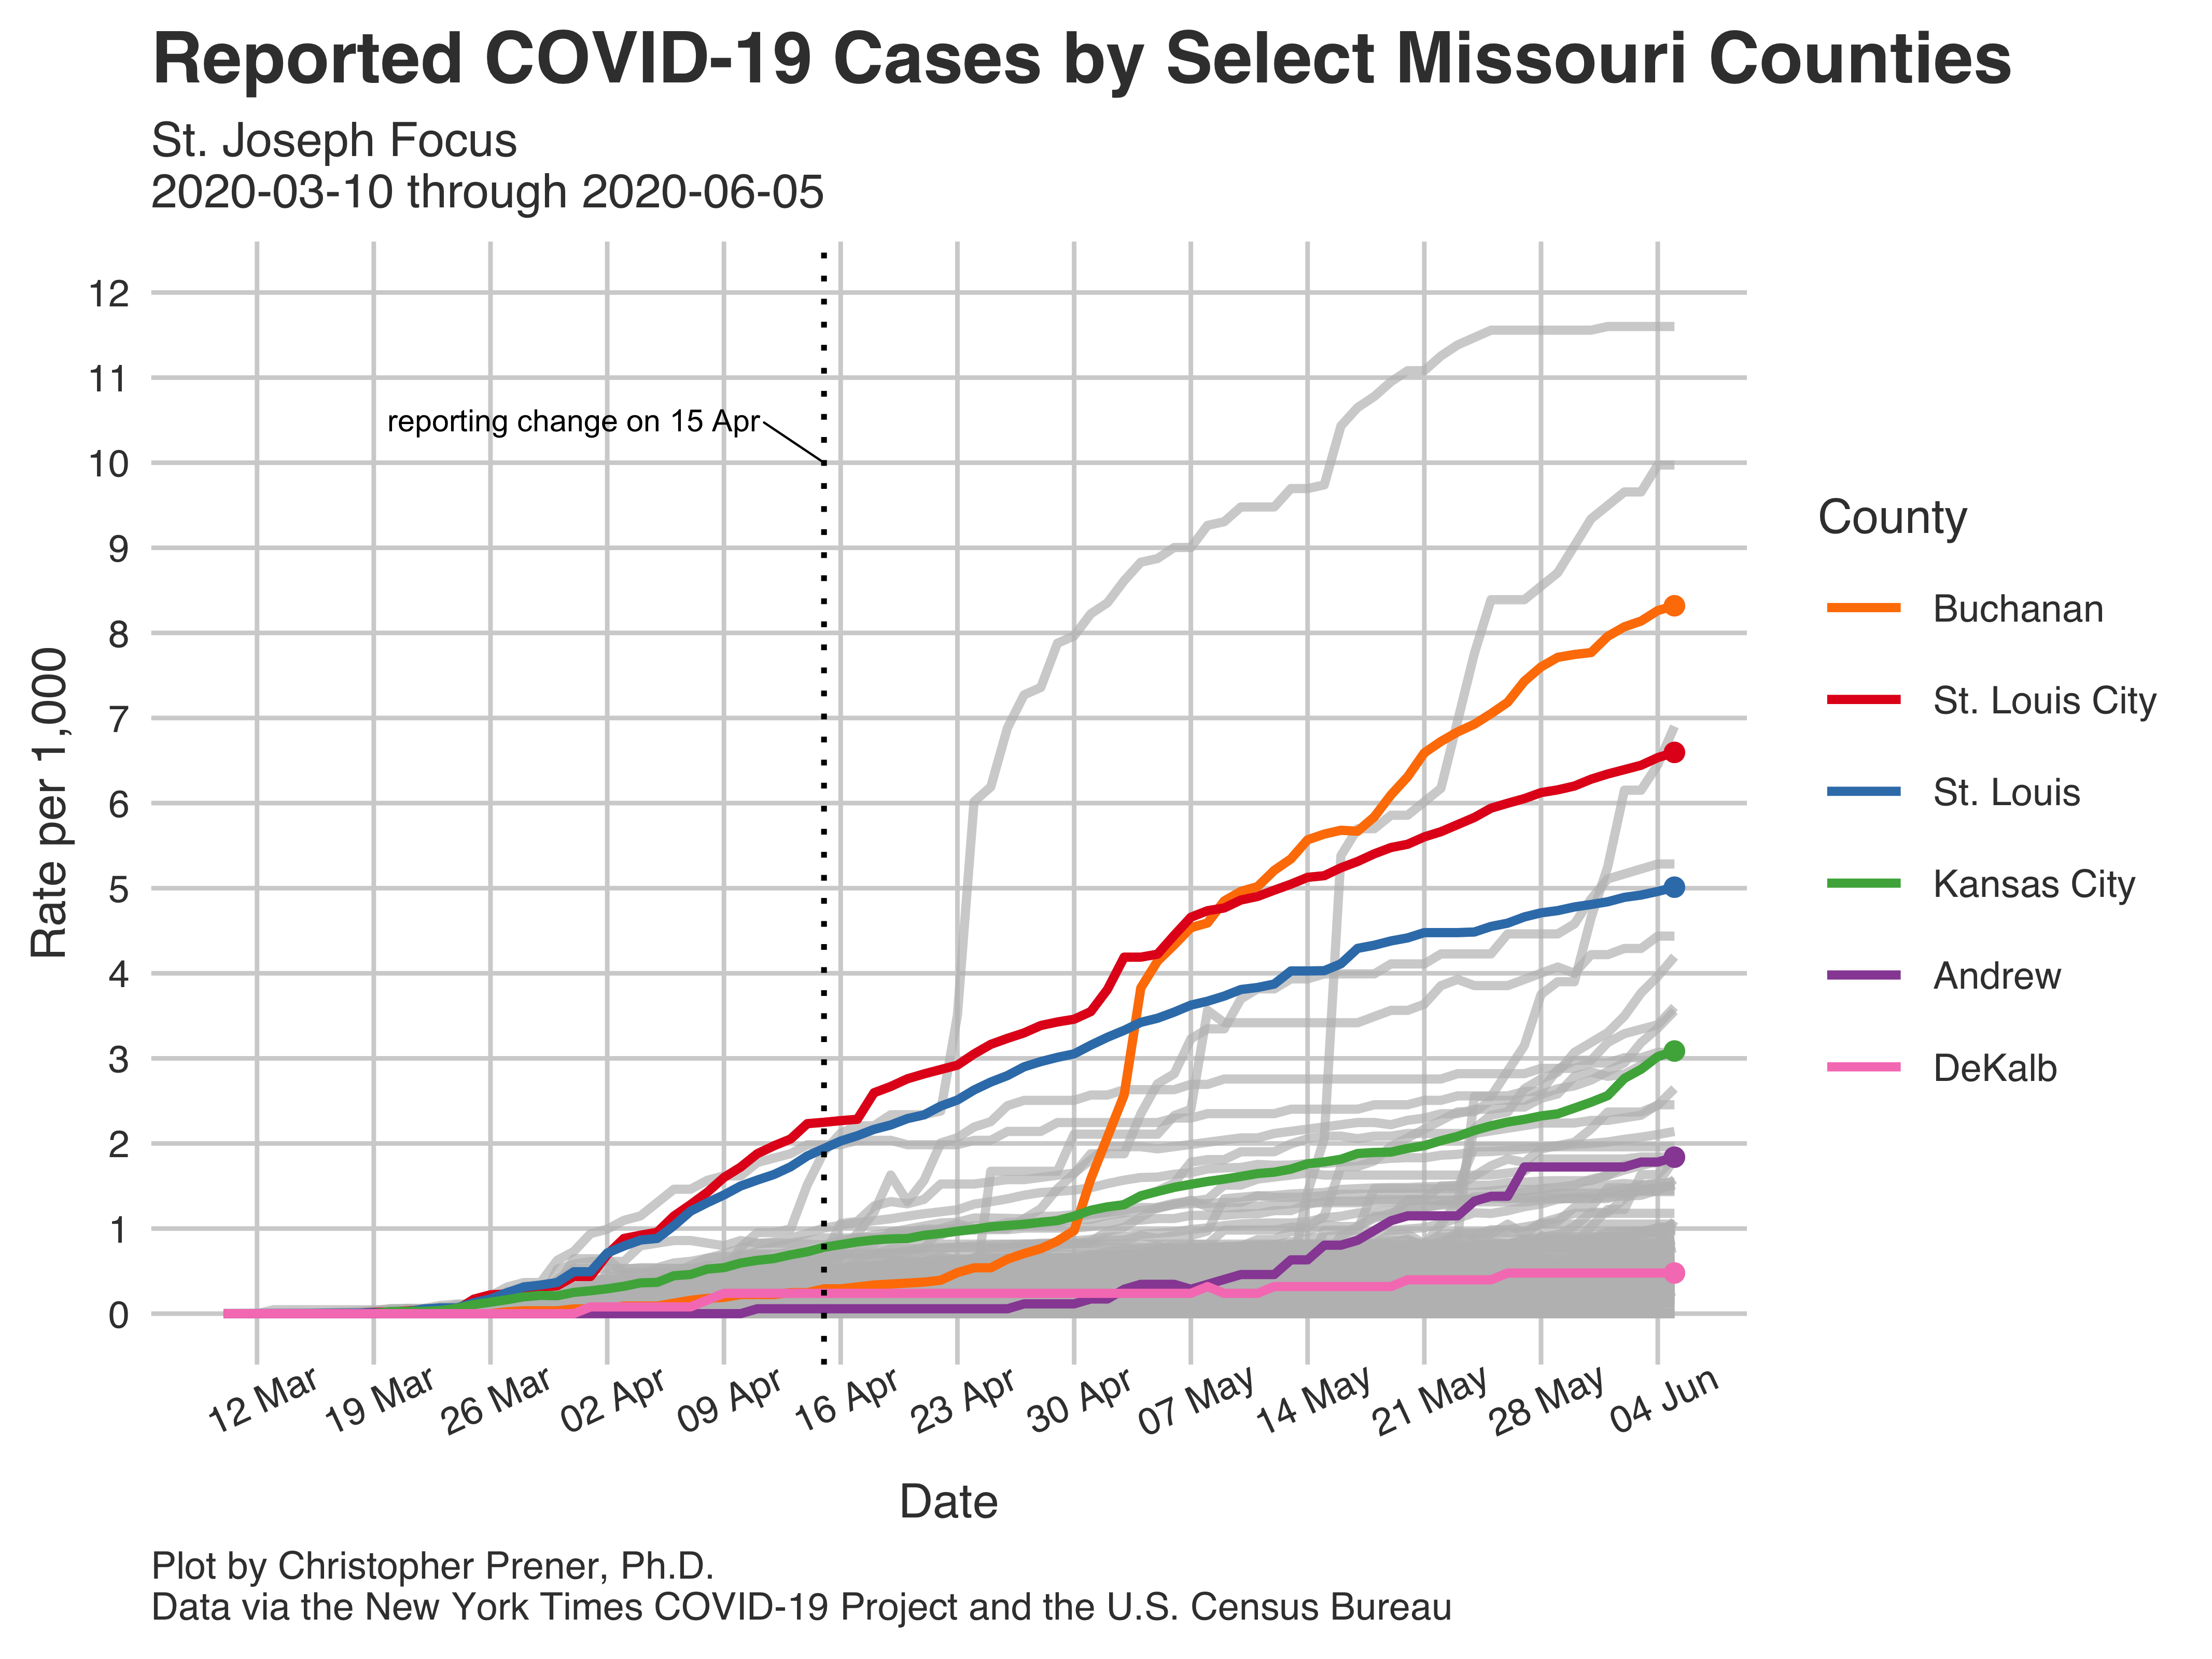 Reported COVID-19 Cases by Select Missouri Counties
St. Joseph Focus
2020-03-10 through 2020-06-05
12
11
reporting change on 15 Apr
10
9
8
7
6
5
4
3
2
1
0
Rate per 1,000
County
Buchanan
St. Louis City
St. Louis
Kansas City
Andrew
DeKalb
12 Mar
19 Mar
26 Mar
02 Apr
09 Apr
16 Apr
23 Apr
30 Apr
07 May
14 May
21 May
28 May
04 Jun
Date
Plot by Christopher Prener, Ph.D.
Data via the New York Times COVID-19 Project and the U.S. Census Bureau